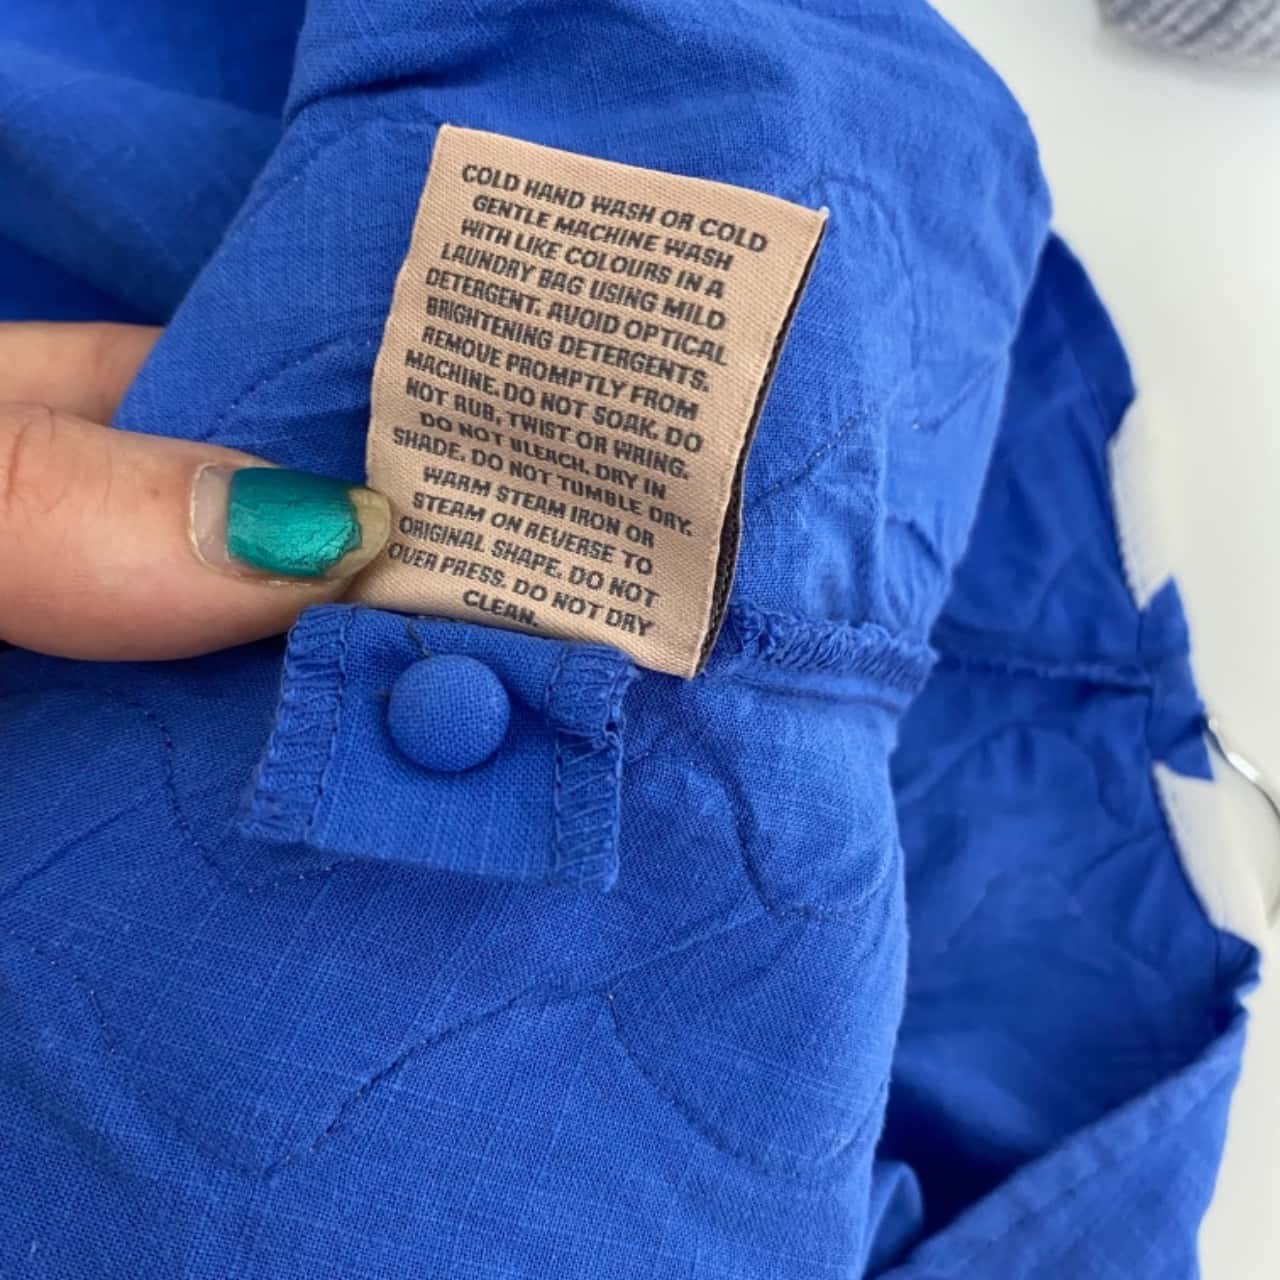 COLD HAND WASH OR COLD
GENTLE MACHINE WASH
WITH LIKE COLOURS IN A
LAUNDRY BAG USING MILD
DETERGENT. AVOID OPTICAL
BRIGHTENING DETERGENTS.
REMOVE PROMPTLY FROM
MACHINE. DO NOT SOAK. DO
NOT RUB, TWIST OR WRING.
DO NOT BLEACH. DRY IN
SHADE. DO NOT TUMBLE DRY.
WARM STEAM IRON OR
STEAM ON REVERSE TO
ORIGINAL SHAPE. DO NOT
OVER PRESS. DO NOT DRY
CLEAN.